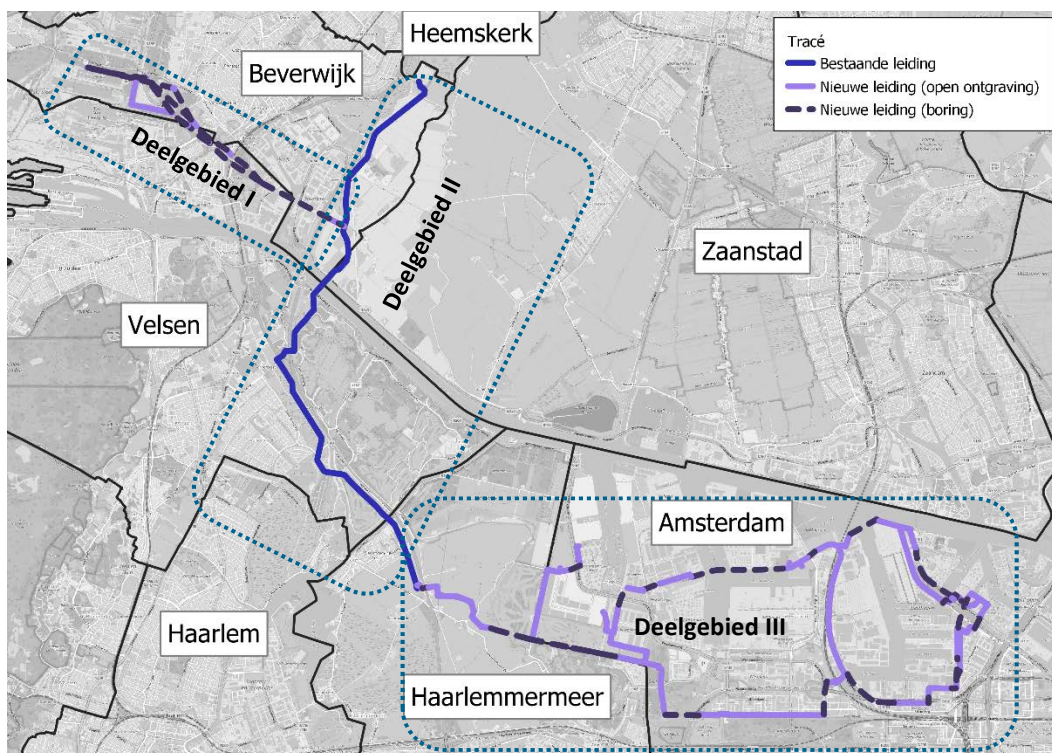 Heemskerk
Beverwijk
Tracé
Bestaande leiding
Nieuwe leiding (open ontgraving)
Nieuwe leiding (boring)
Deelgebied I
Deelgebied II
Zaanstad
Velsen
Amsterdam
Deelgebied III
Haarlem
Haarlemmermeer